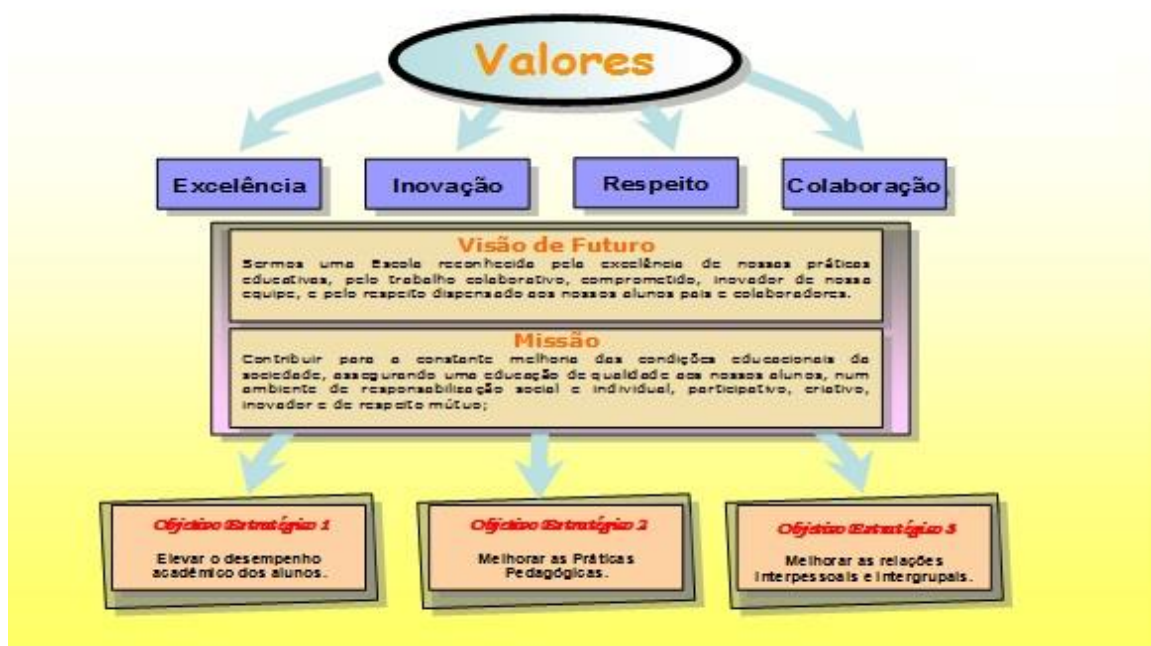 Valores
Excelência
Inovação
Respeito
Colaboração
Visão de Futuro
Sermos uma Escola reconhecida pela excelência de nossas práticas
educativas, pelo trabalho colaborativo, comprometido, inovador de nossa
equipe, e pelo respeito dispensado aos nossos alunos pais e colaboradores.
Missão
Contribuir para a constante melhoria das condições educacionais da
sociedade, assegurando uma educação de qualidade aos nossos alunos, num
ambiente de responsabilização social e individual, participativo, criativo,
inovador e de respeito mútuo;
Objetivo Estratégico 1
Elevar o desempenho
acadêmico dos alunos.
Objetivo Estratégico 2
Melhorar as Práticas
Pedagógicas.
Objetivo Estratégico 3
Melhorar as relações
Interpessoais e Intergrupais.